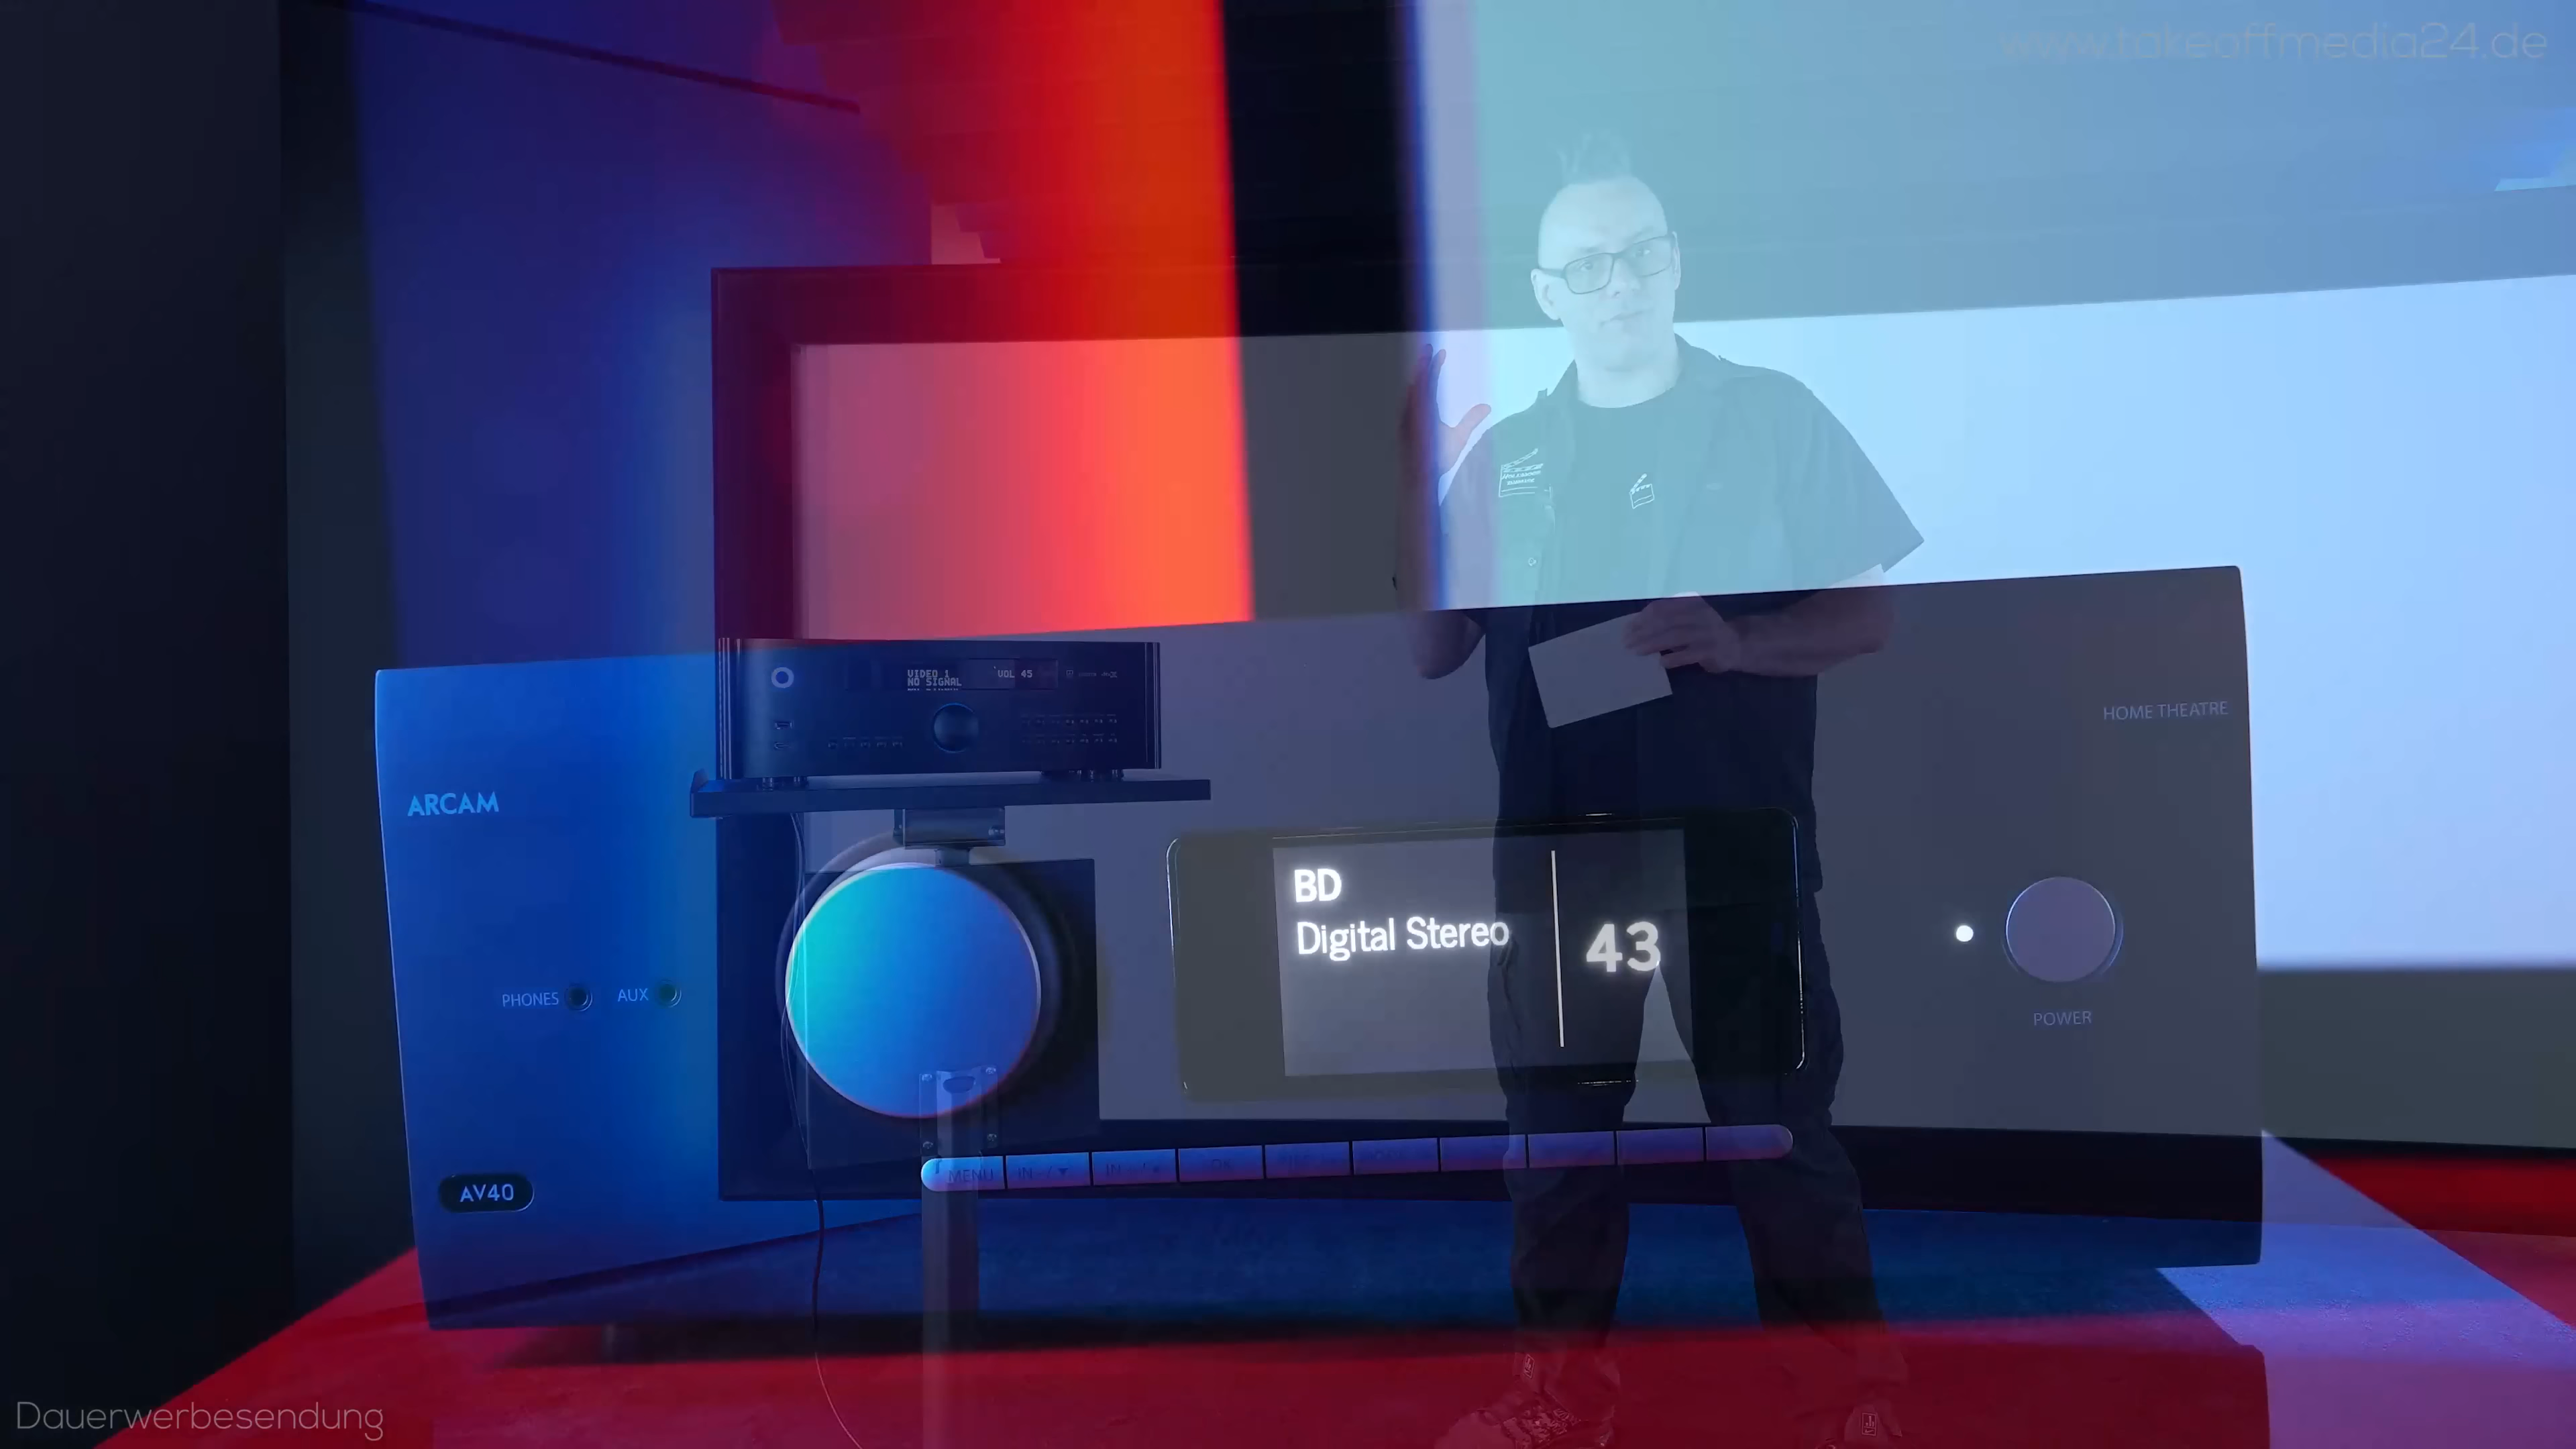 www.takeoffmedia24.de
VIDEO 1
NO SIGNAL
VOL 45
HOME THEATRE
ARCAM
BD
Digital Stereo
43
PHONES
AUX
POWER
MENU
AV40
Dauerwerbesendung